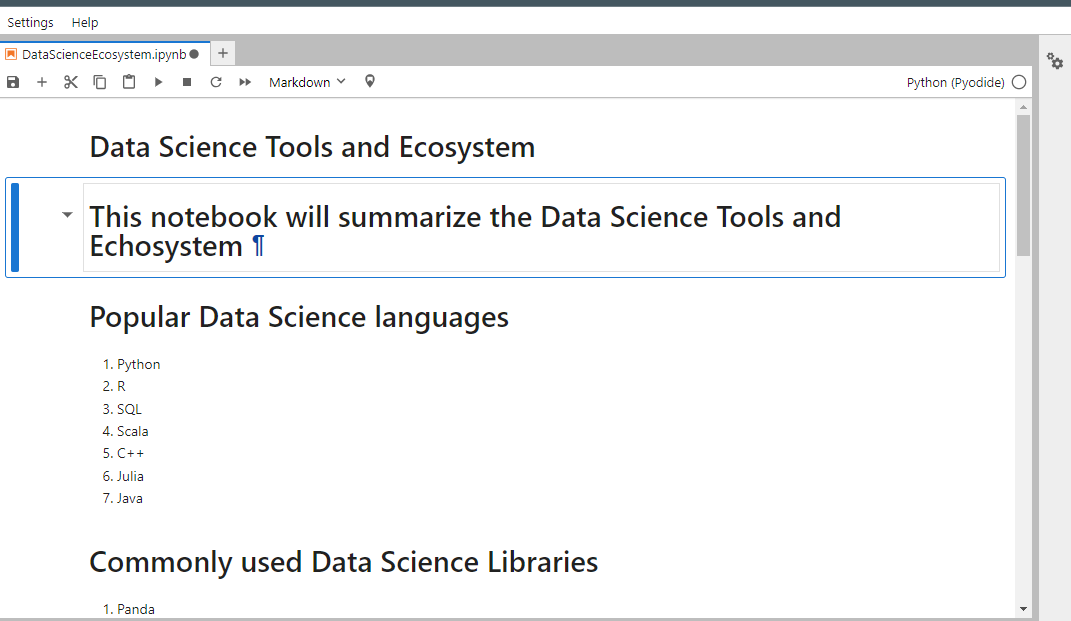 Settings Help
DataScienceEcosystem.ipynb
Markdown Python (Pyodide)
Data Science Tools and Ecosystem
This notebook will summarize the Data Science Tools and
Echosystem ¶
Popular Data Science languages
1. Python
2. R
3. SQL
4. Scala
5. C++
6. Julia
7. Java
Commonly used Data Science Libraries
1. Panda